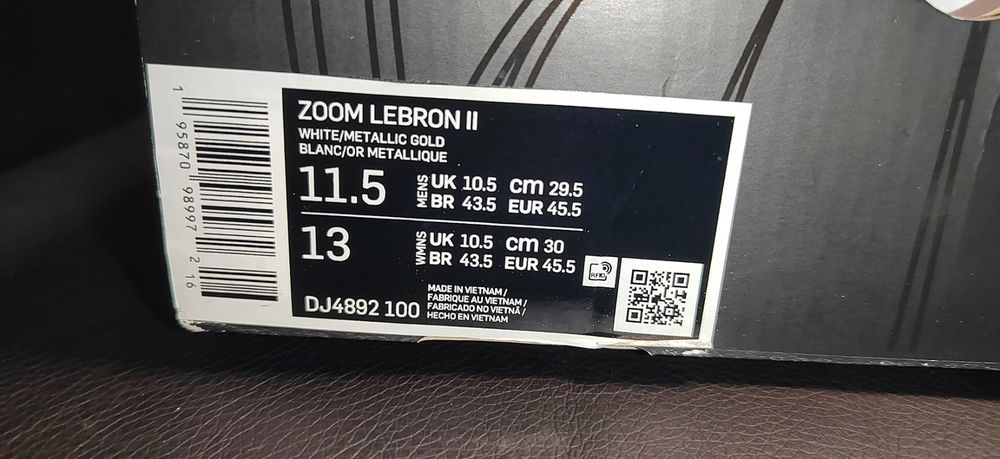 ZOOM LEBRON II
WHITE/METALLIC GOLD
BLANC/OR METALLIQUE
11.5 MENS UK 10.5 cm 29.5
BR 43.5 EUR 45.5
13 WMNS UK 10.5 cm 30
BR 43.5 EUR 45.5
RFID
DJ4892 100
MADE IN VIETNAM /
FABRIQUE AU VIETNAM /
FABRICADO NO VIETNÃ /
HECHO EN VIETNAM
1 95870 98997 2 16